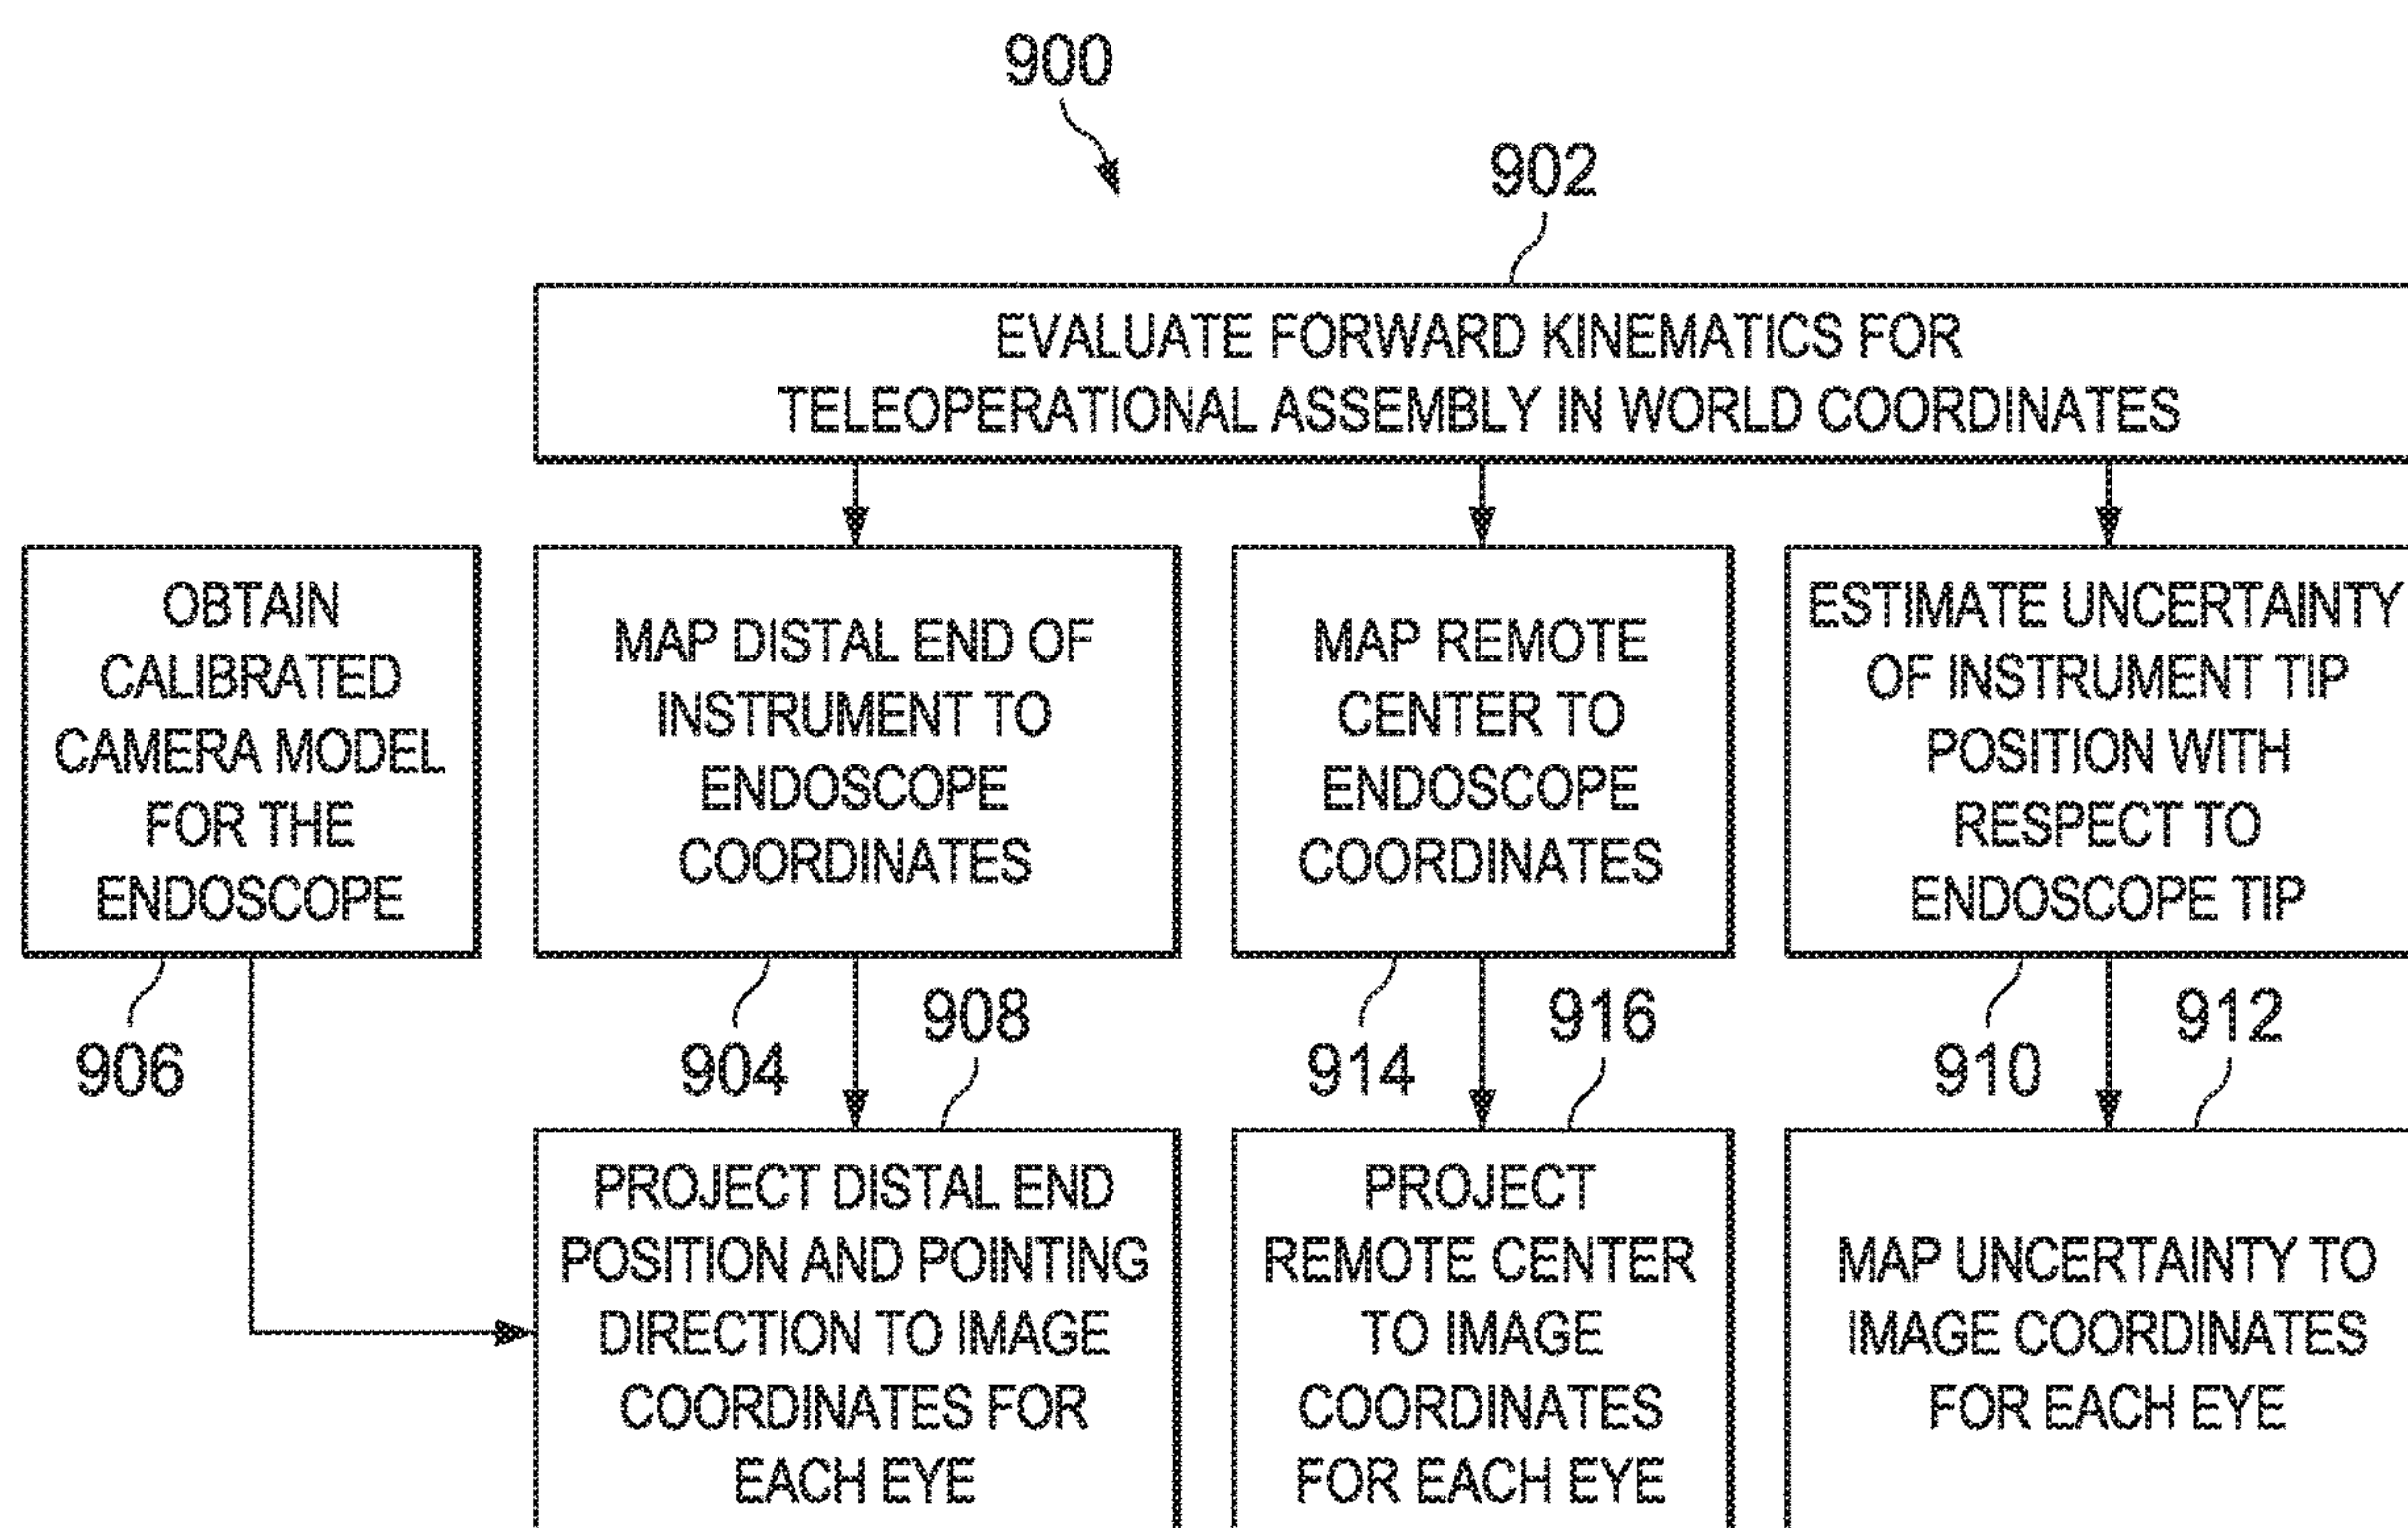 900
902
EVALUATE FORWARD KINEMATICS FOR
TELEOPERATIONAL ASSEMBLY IN WORLD COORDINATES
OBTAIN
CALIBRATED
CAMERA MODEL
FOR THE
ENDOSCOPE
906
MAP DISTAL END OF
INSTRUMENT TO
ENDOSCOPE
COORDINATES
904
MAP REMOTE
CENTER TO
ENDOSCOPE
COORDINATES
914
ESTIMATE UNCERTAINTY
OF INSTRUMENT TIP
POSITION WITH
RESPECT TO
ENDOSCOPE TIP
910
908
PROJECT DISTAL END
POSITION AND POINTING
DIRECTION TO IMAGE
COORDINATES FOR
EACH EYE
916
PROJECT
REMOTE CENTER
TO IMAGE
COORDINATES
FOR EACH EYE
912
MAP UNCERTAINTY TO
IMAGE COORDINATES
FOR EACH EYE